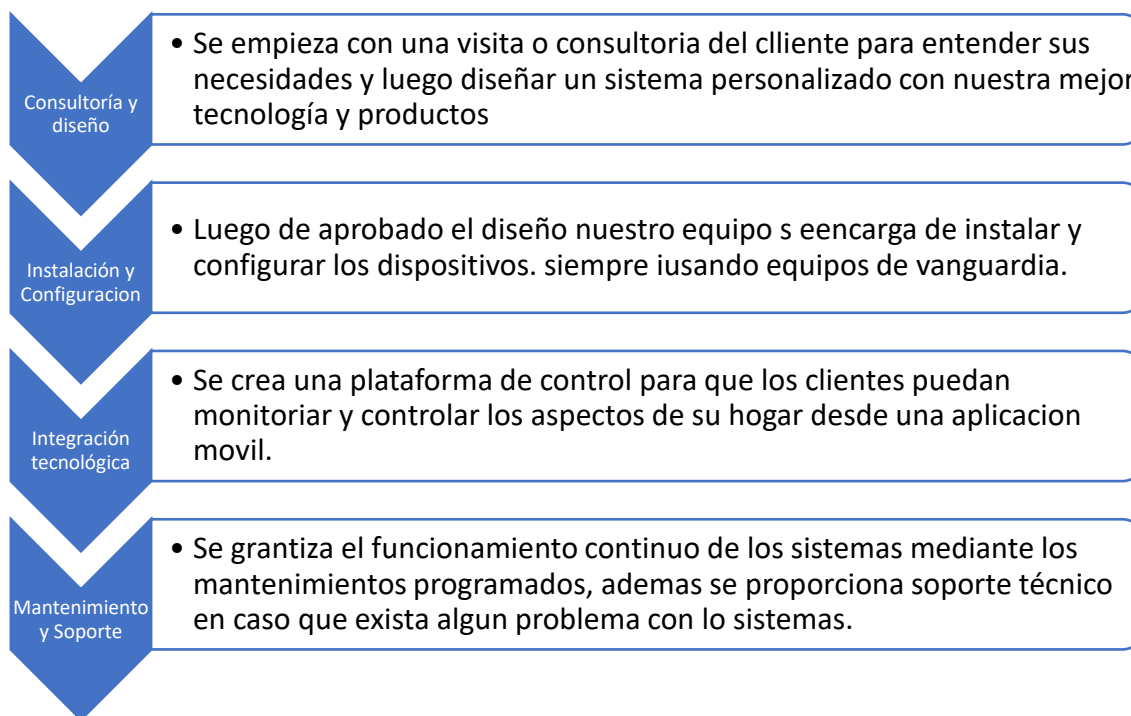 Consultoría y
diseño
• Se empieza con una visita o consultoria del clliente para entender sus
necesidades y luego diseñar un sistema personalizado con nuestra mejor
tecnología y productos
Instalación y
Configuracion
• Luego de aprobado el diseño nuestro equipo s eencarga de instalar y
configurar los dispositivos. siempre iusando equipos de vanguardia.
Integración
tecnológica
• Se crea una plataforma de control para que los clientes puedan
monitoriar y controlar los aspectos de su hogar desde una aplicacion
movil.
Mantenimiento
y Soporte
• Se grantiza el funcionamiento continuo de los sistemas mediante los
mantenimientos programados, ademas se proporciona soporte técnico
en caso que exista algun problema con lo sistemas.